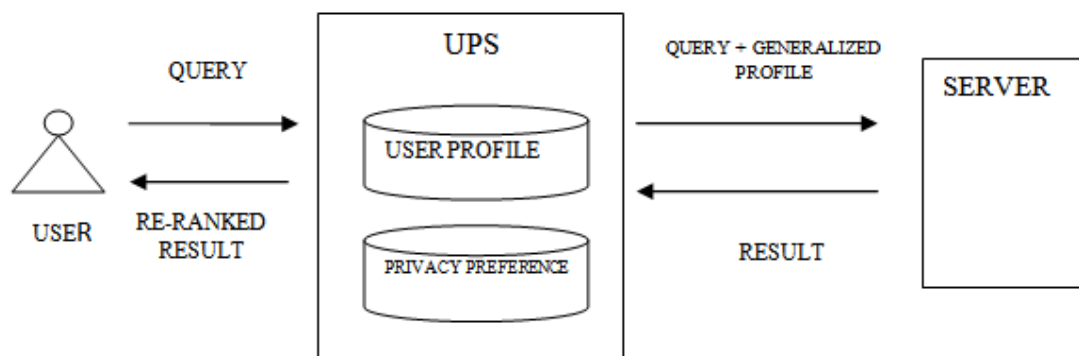 UPS
QUERY + GENERALIZED
PROFILE
QUERY
SERVER
USER PROFILE
USER
RE-RANKED
RESULT
PRIVACY PREFERENCE
RESULT